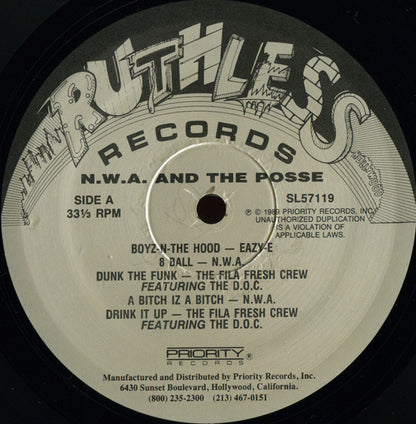 RUTHLESS
RECORDS
N.W.A. AND THE POSSE
SIDE A
33⅓ RPM
SL57119
℗ © 1989 PRIORITY RECORDS, INC.
UNAUTHORIZED DUPLICATION
IS A VIOLATION OF
APPLICABLE LAWS.
BOYZ-N-THE HOOD — EAZY-E
8 BALL — N.W.A.
DUNK THE FUNK — THE FILA FRESH CREW
FEATURING THE D.O.C.
A BITCH IZ A BITCH — N.W.A.
DRINK IT UP — THE FILA FRESH CREW
FEATURING THE D.O.C.
PRIORITY ®
RECORDS
Manufactured and Distributed by Priority Records, Inc.
6430 Sunset Boulevard, Hollywood, California.
(800) 235-2300 (213) 467-0151